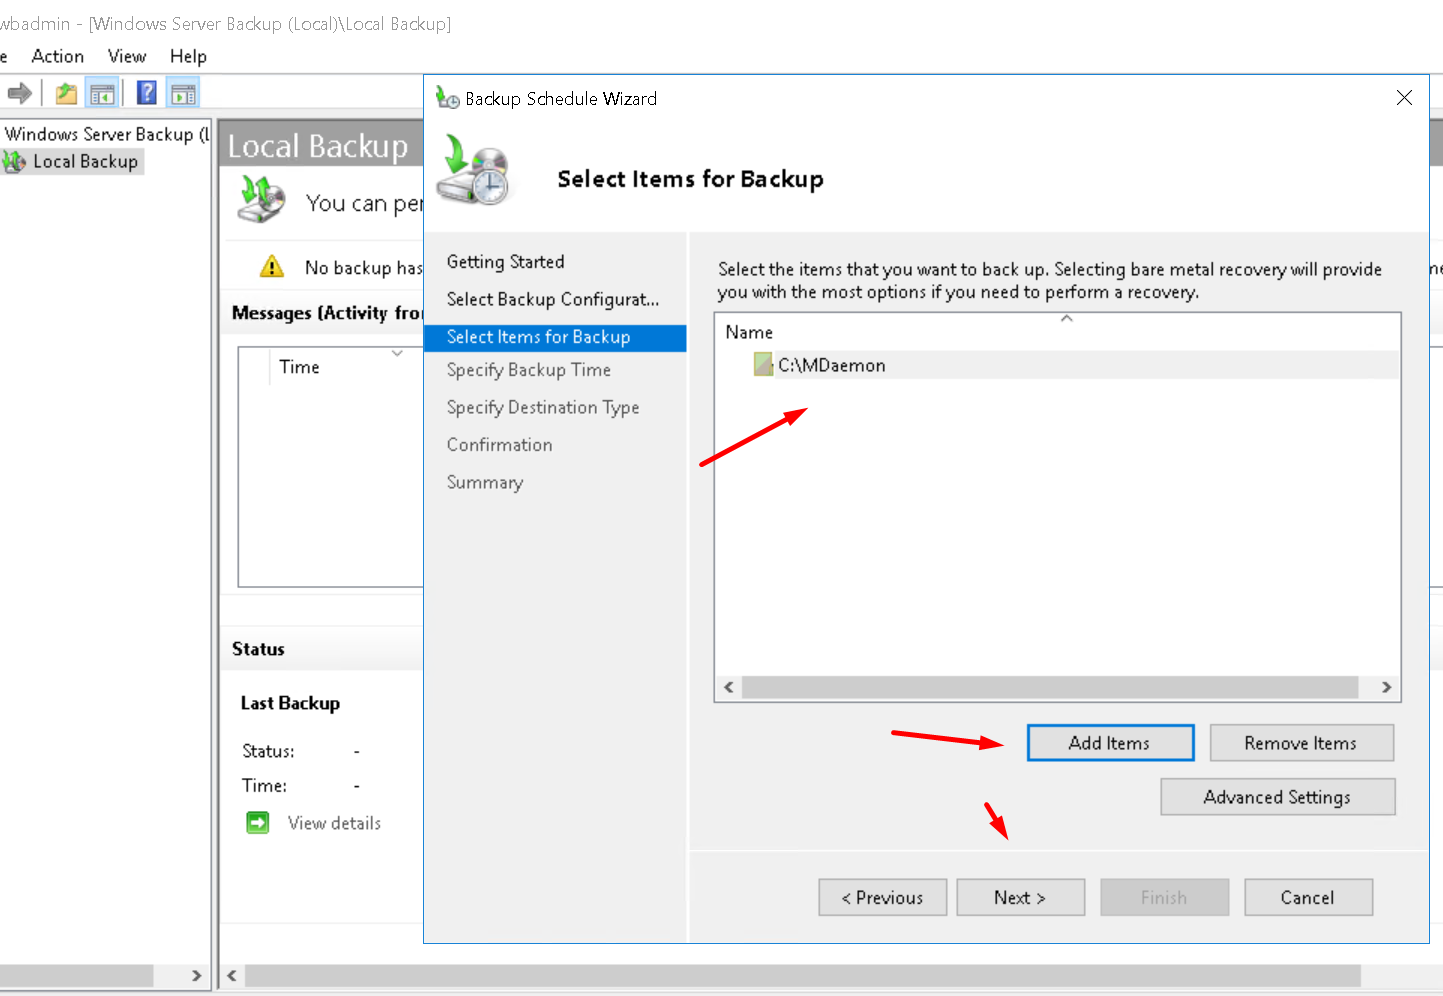 wbadmin - [Windows Server Backup (Local)\Local Backup]
Action View Help
Windows Server Backup (L
Local Backup
Local Backup
You can per
No backup has
Messages (Activity fro
Time
Status
Last Backup
Status: -
Time: -
View details
Backup Schedule Wizard
Select Items for Backup
Getting Started
Select Backup Configurat...
Select Items for Backup
Specify Backup Time
Specify Destination Type
Confirmation
Summary
Select the items that you want to back up. Selecting bare metal recovery will provide
you with the most options if you need to perform a recovery.
Name
C:\MDaemon
Add Items
Remove Items
Advanced Settings
< Previous
Next >
Finish
Cancel